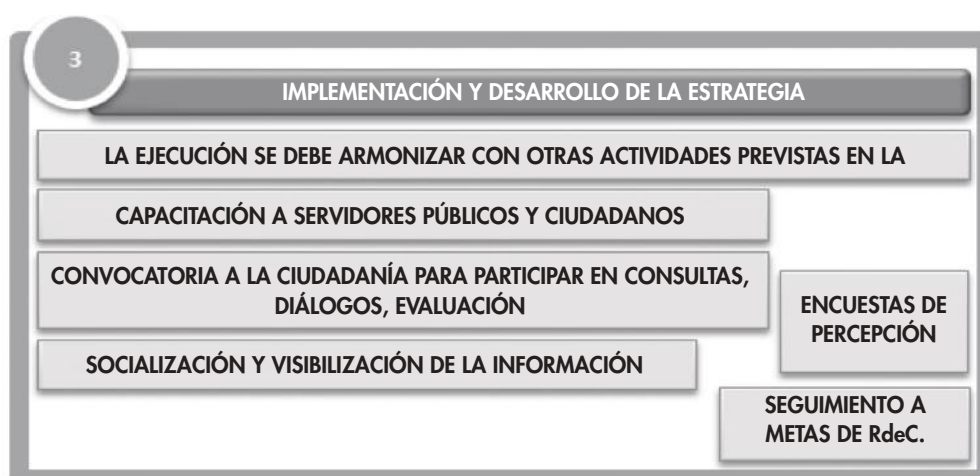 3
IMPLEMENTACIÓN Y DESARROLLO DE LA ESTRATEGIA
LA EJECUCIÓN SE DEBE ARMONIZAR CON OTRAS ACTIVIDADES PREVISTAS EN LA
CAPACITACIÓN A SERVIDORES PÚBLICOS Y CIUDADANOS
CONVOCATORIA A LA CIUDADANÍA PARA PARTICIPAR EN CONSULTAS,
DIÁLOGOS, EVALUACIÓN
ENCUESTAS DE
PERCEPCIÓN
SOCIALIZACIÓN Y VISIBILIZACIÓN DE LA INFORMACIÓN
SEGUIMIENTO A
METAS DE RdeC.